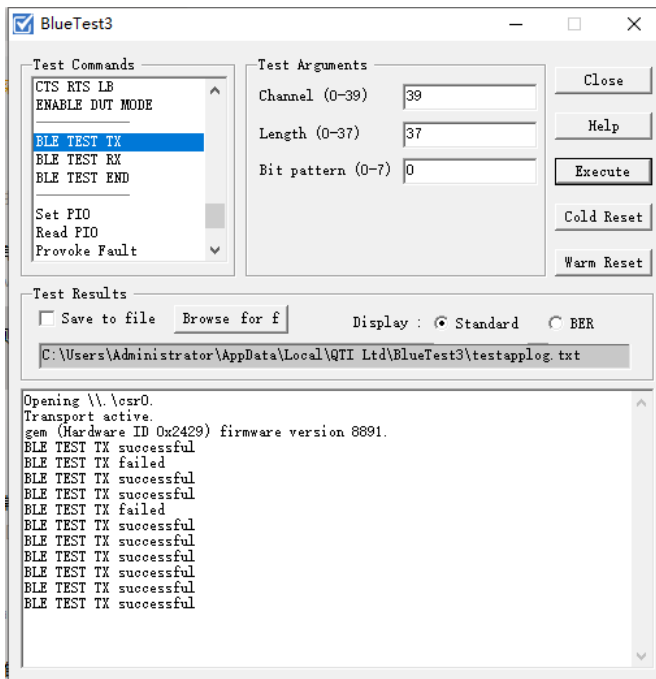 BlueTest3
Test Commands
CTS RTS LB
ENABLE DUT MODE
BLE TEST TX
BLE TEST RX
BLE TEST END
Set PIO
Read PIO
Provoke Fault
Test Arguments
Channel (0-39) 39
Length (0-37) 37
Bit pattern (0-7) 0
Close
Help
Execute
Cold Reset
Warm Reset
Test Results
Save to file Browse for f Display : Standard BER
C:\Users\Administrator\AppData\Local\QTI Ltd\BlueTest3\testapplog.txt
Opening \\.\csr0.
Transport active.
gem (Hardware ID 0x2429) firmware version 8891.
BLE TEST TX successful
BLE TEST TX failed
BLE TEST TX successful
BLE TEST TX successful
BLE TEST TX failed
BLE TEST TX successful
BLE TEST TX successful
BLE TEST TX successful
BLE TEST TX successful
BLE TEST TX successful
BLE TEST TX successful